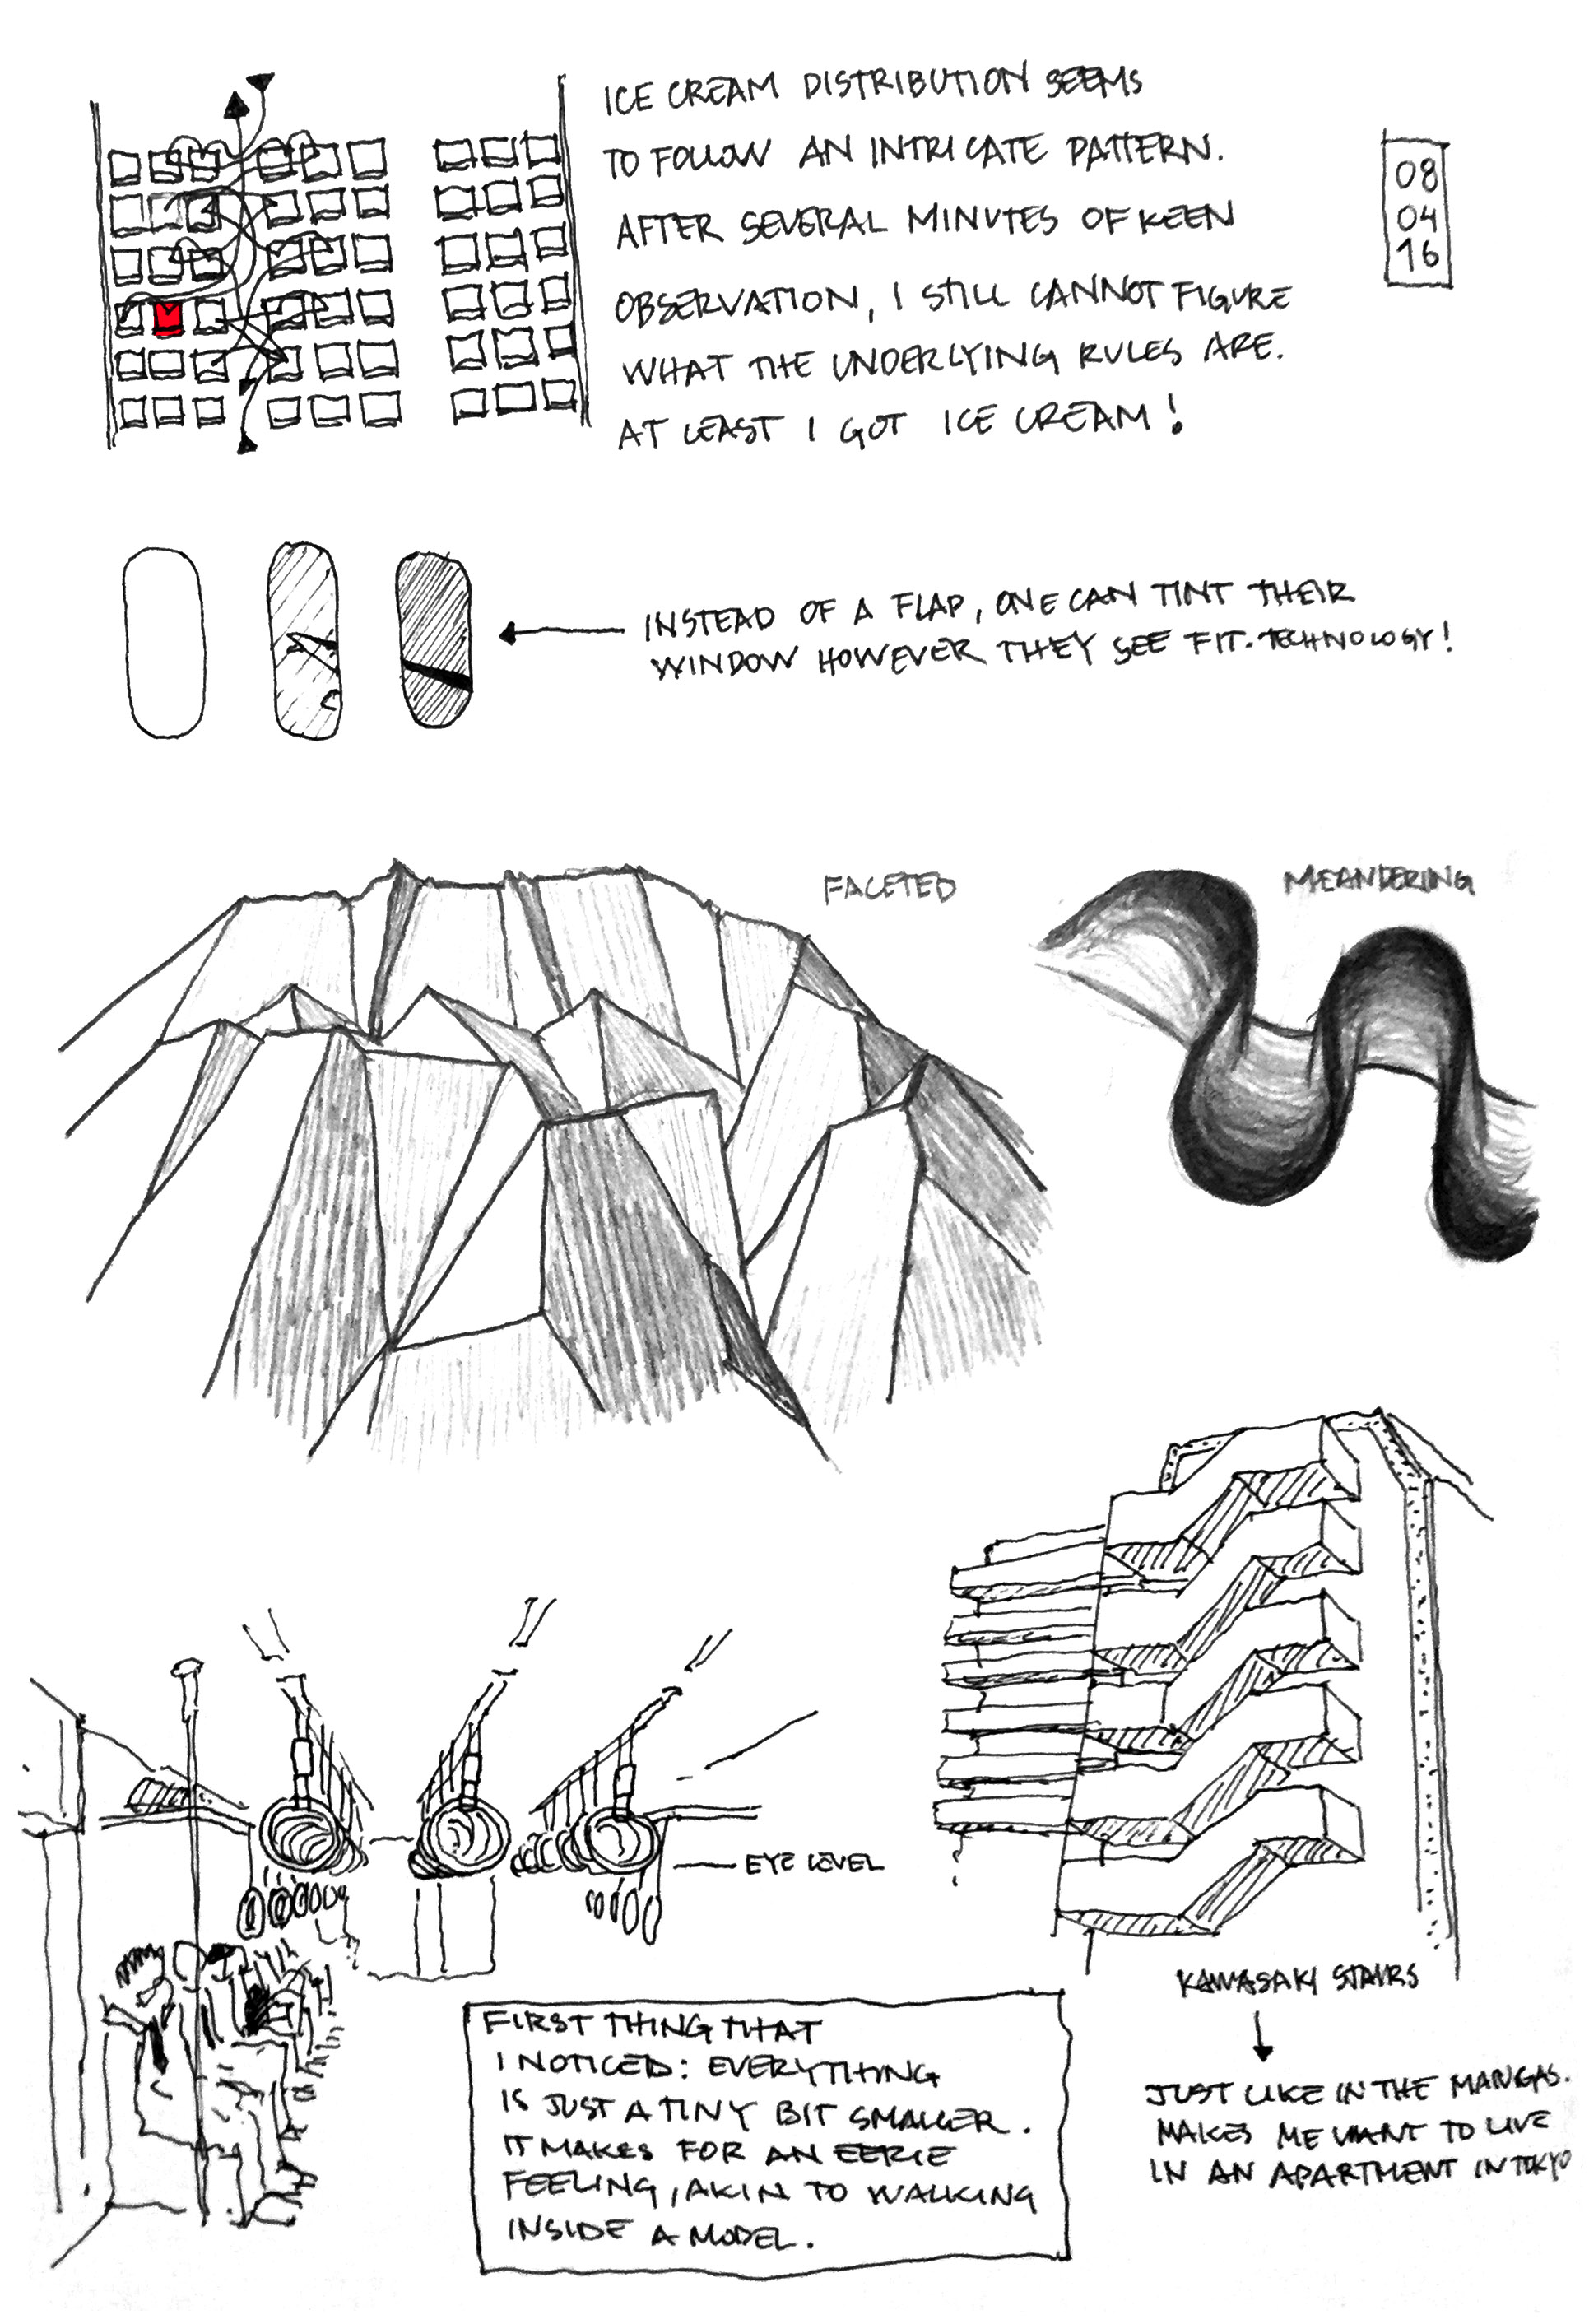 ICE CREAM DISTRIBUTION SEEMS
TO FOLLOW AN INTRICATE PATTERN.
AFTER SEVERAL MINUTES OF KEEN
OBSERVATION, I STILL CANNOT FIGURE
WHAT THE UNDERLYING RULES ARE.
AT LEAST I GOT ICE CREAM!
08
04
16
INSTEAD OF A FLAP, ONE CAN TINT THEIR
WINDOW HOWEVER THEY SEE FIT. TECHNOLOGY!
FACETED
MEANDERING
EYE LEVEL
FIRST THING THAT
I NOTICED: EVERYTHING
IS JUST A TINY BIT SMALLER.
IT MAKES FOR AN EERIE
FEELING, AKIN TO WALKING
INSIDE A MODEL.
KAWASAKI STAIRS
JUST LIKE IN THE MANGAS.
MAKES ME WANT TO LIVE
IN AN APARTMENT IN TOKYO